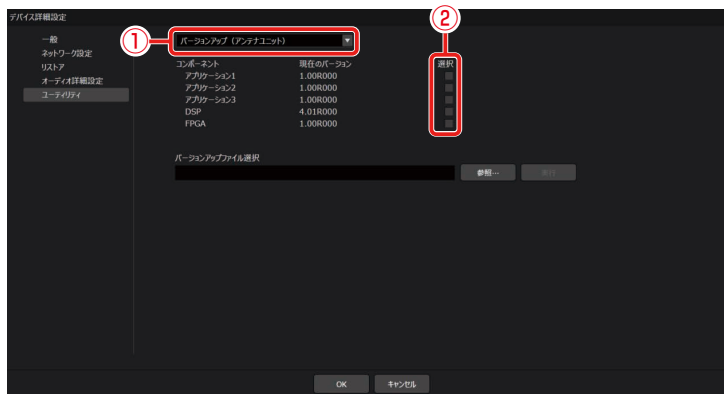 デバイス詳細設定
②
一般
① バージョンアップ（アンテナユニット）
ネットワーク設定
リストア
コンポーネント 現在のバージョン 選択
オーディオ詳細設定
アプリケーション1 1.00R000
ユーティリティ
アプリケーション2 1.00R000
アプリケーション3 1.00R000
DSP 4.01R000
FPGA 1.00R000
バージョンアップファイル選択
参照… 実行
OK キャンセル